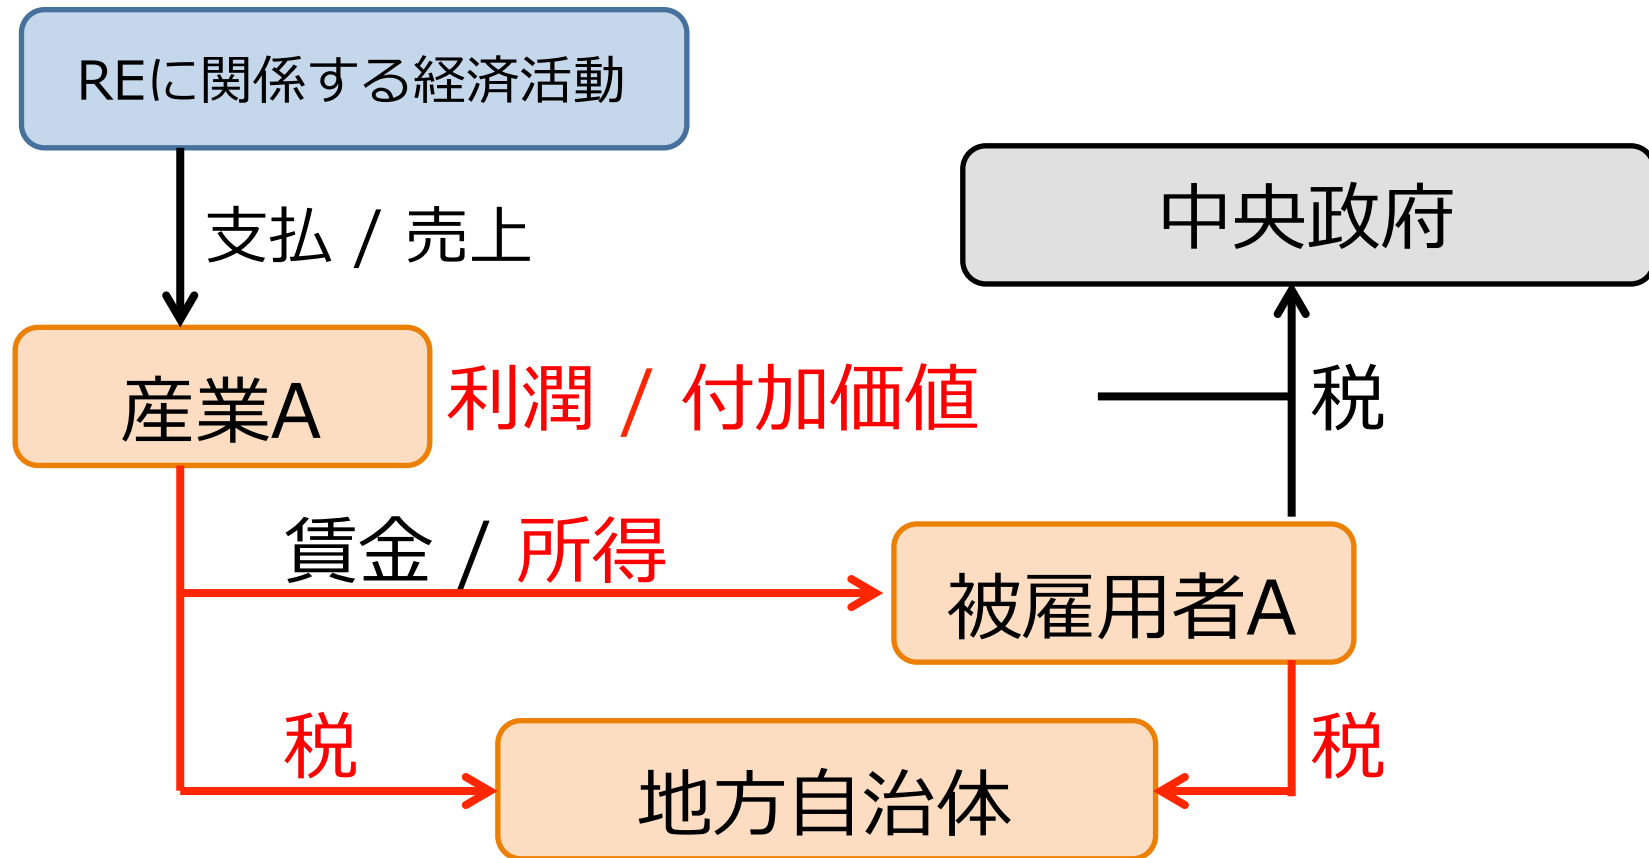 REに関係する経済活動
中央政府
支払 / 売上
産業A
利潤 / 付加価値
税
賃金 / 所得
被雇用者A
税
税
地方自治体